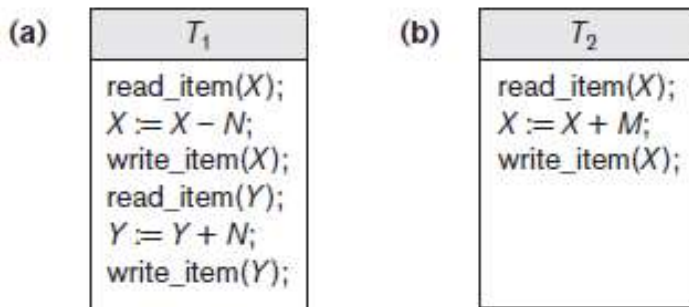 (a)
T₁
read_item(X);
X := X – N;
write_item(X);
read_item(Y);
Y := Y + N;
write_item(Y);
(b)
T₂
read_item(X);
X := X + M;
write_item(X);